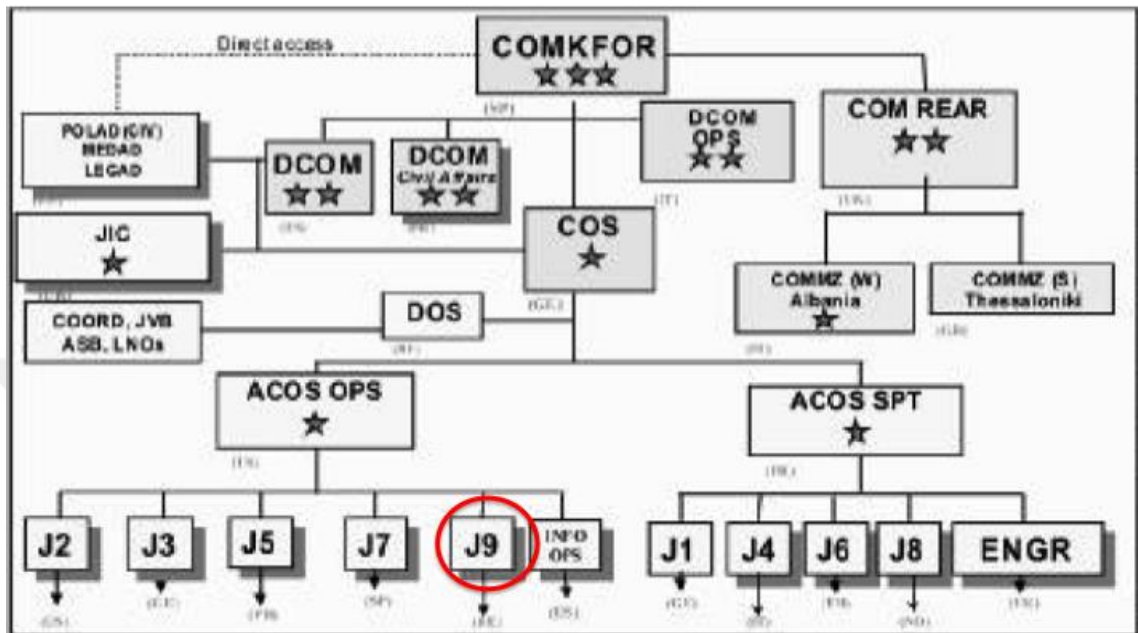 Direct access
COMKFOR
COM REAR
DCOM
OPS
POLAD (CIV)
MEDAD
LEGAD
DCOM
DCOM
Civil Affairs
JIC
COS
COMMZ (W)
Albania
COMMZ (S)
Thessaloniki
COORD, JVB
ASB, LNOs
DOS
ACOS OPS
ACOS SPT
J2
J3
J5
J7
J9
INFO
OPS
J1
J4
J6
J8
ENGR